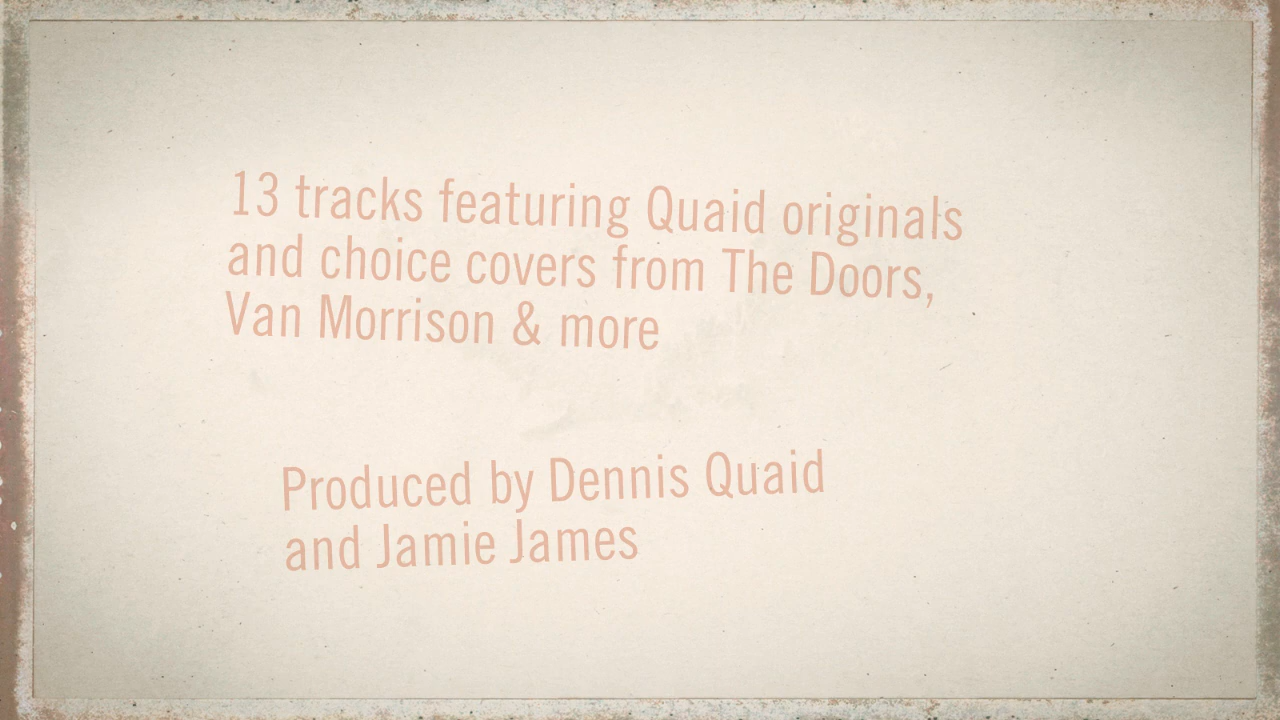 13 tracks featuring Quaid originals
and choice covers from The Doors,
Van Morrison & more
Produced by Dennis Quaid
and Jamie James